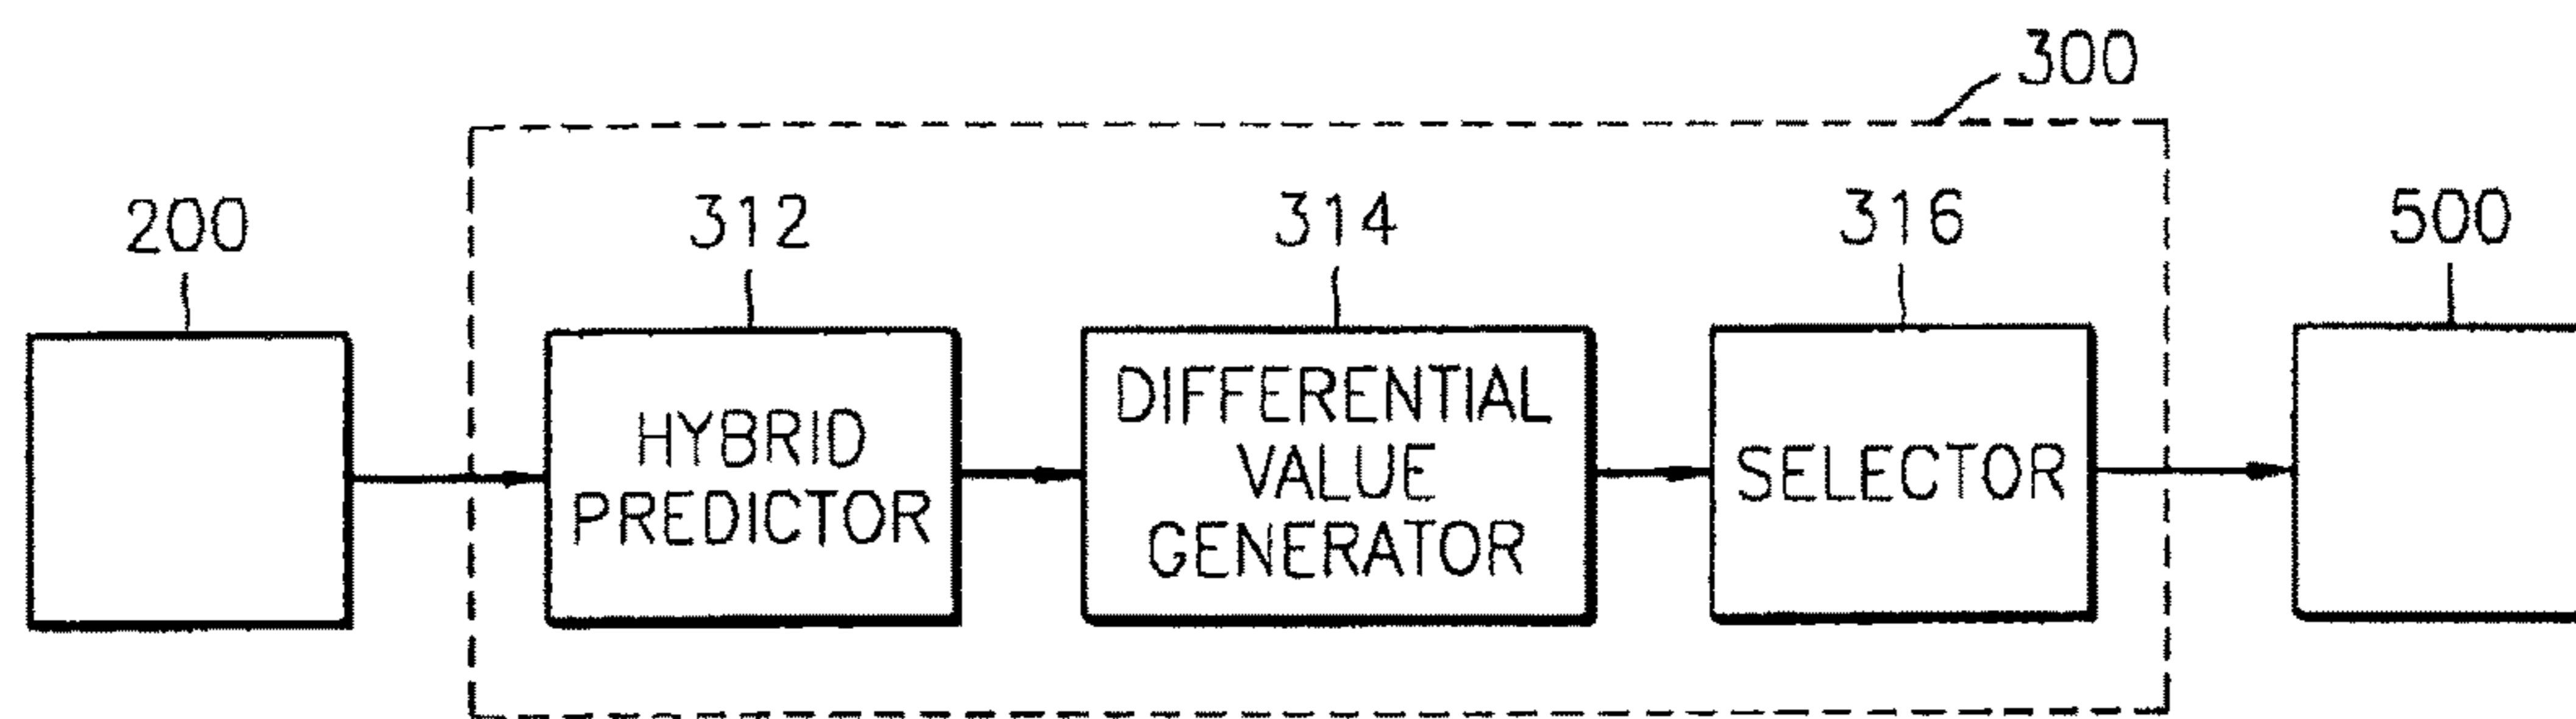 300
200
312
314
316
500
HYBRID
PREDICTOR
DIFFERENTIAL
VALUE
GENERATOR
SELECTOR